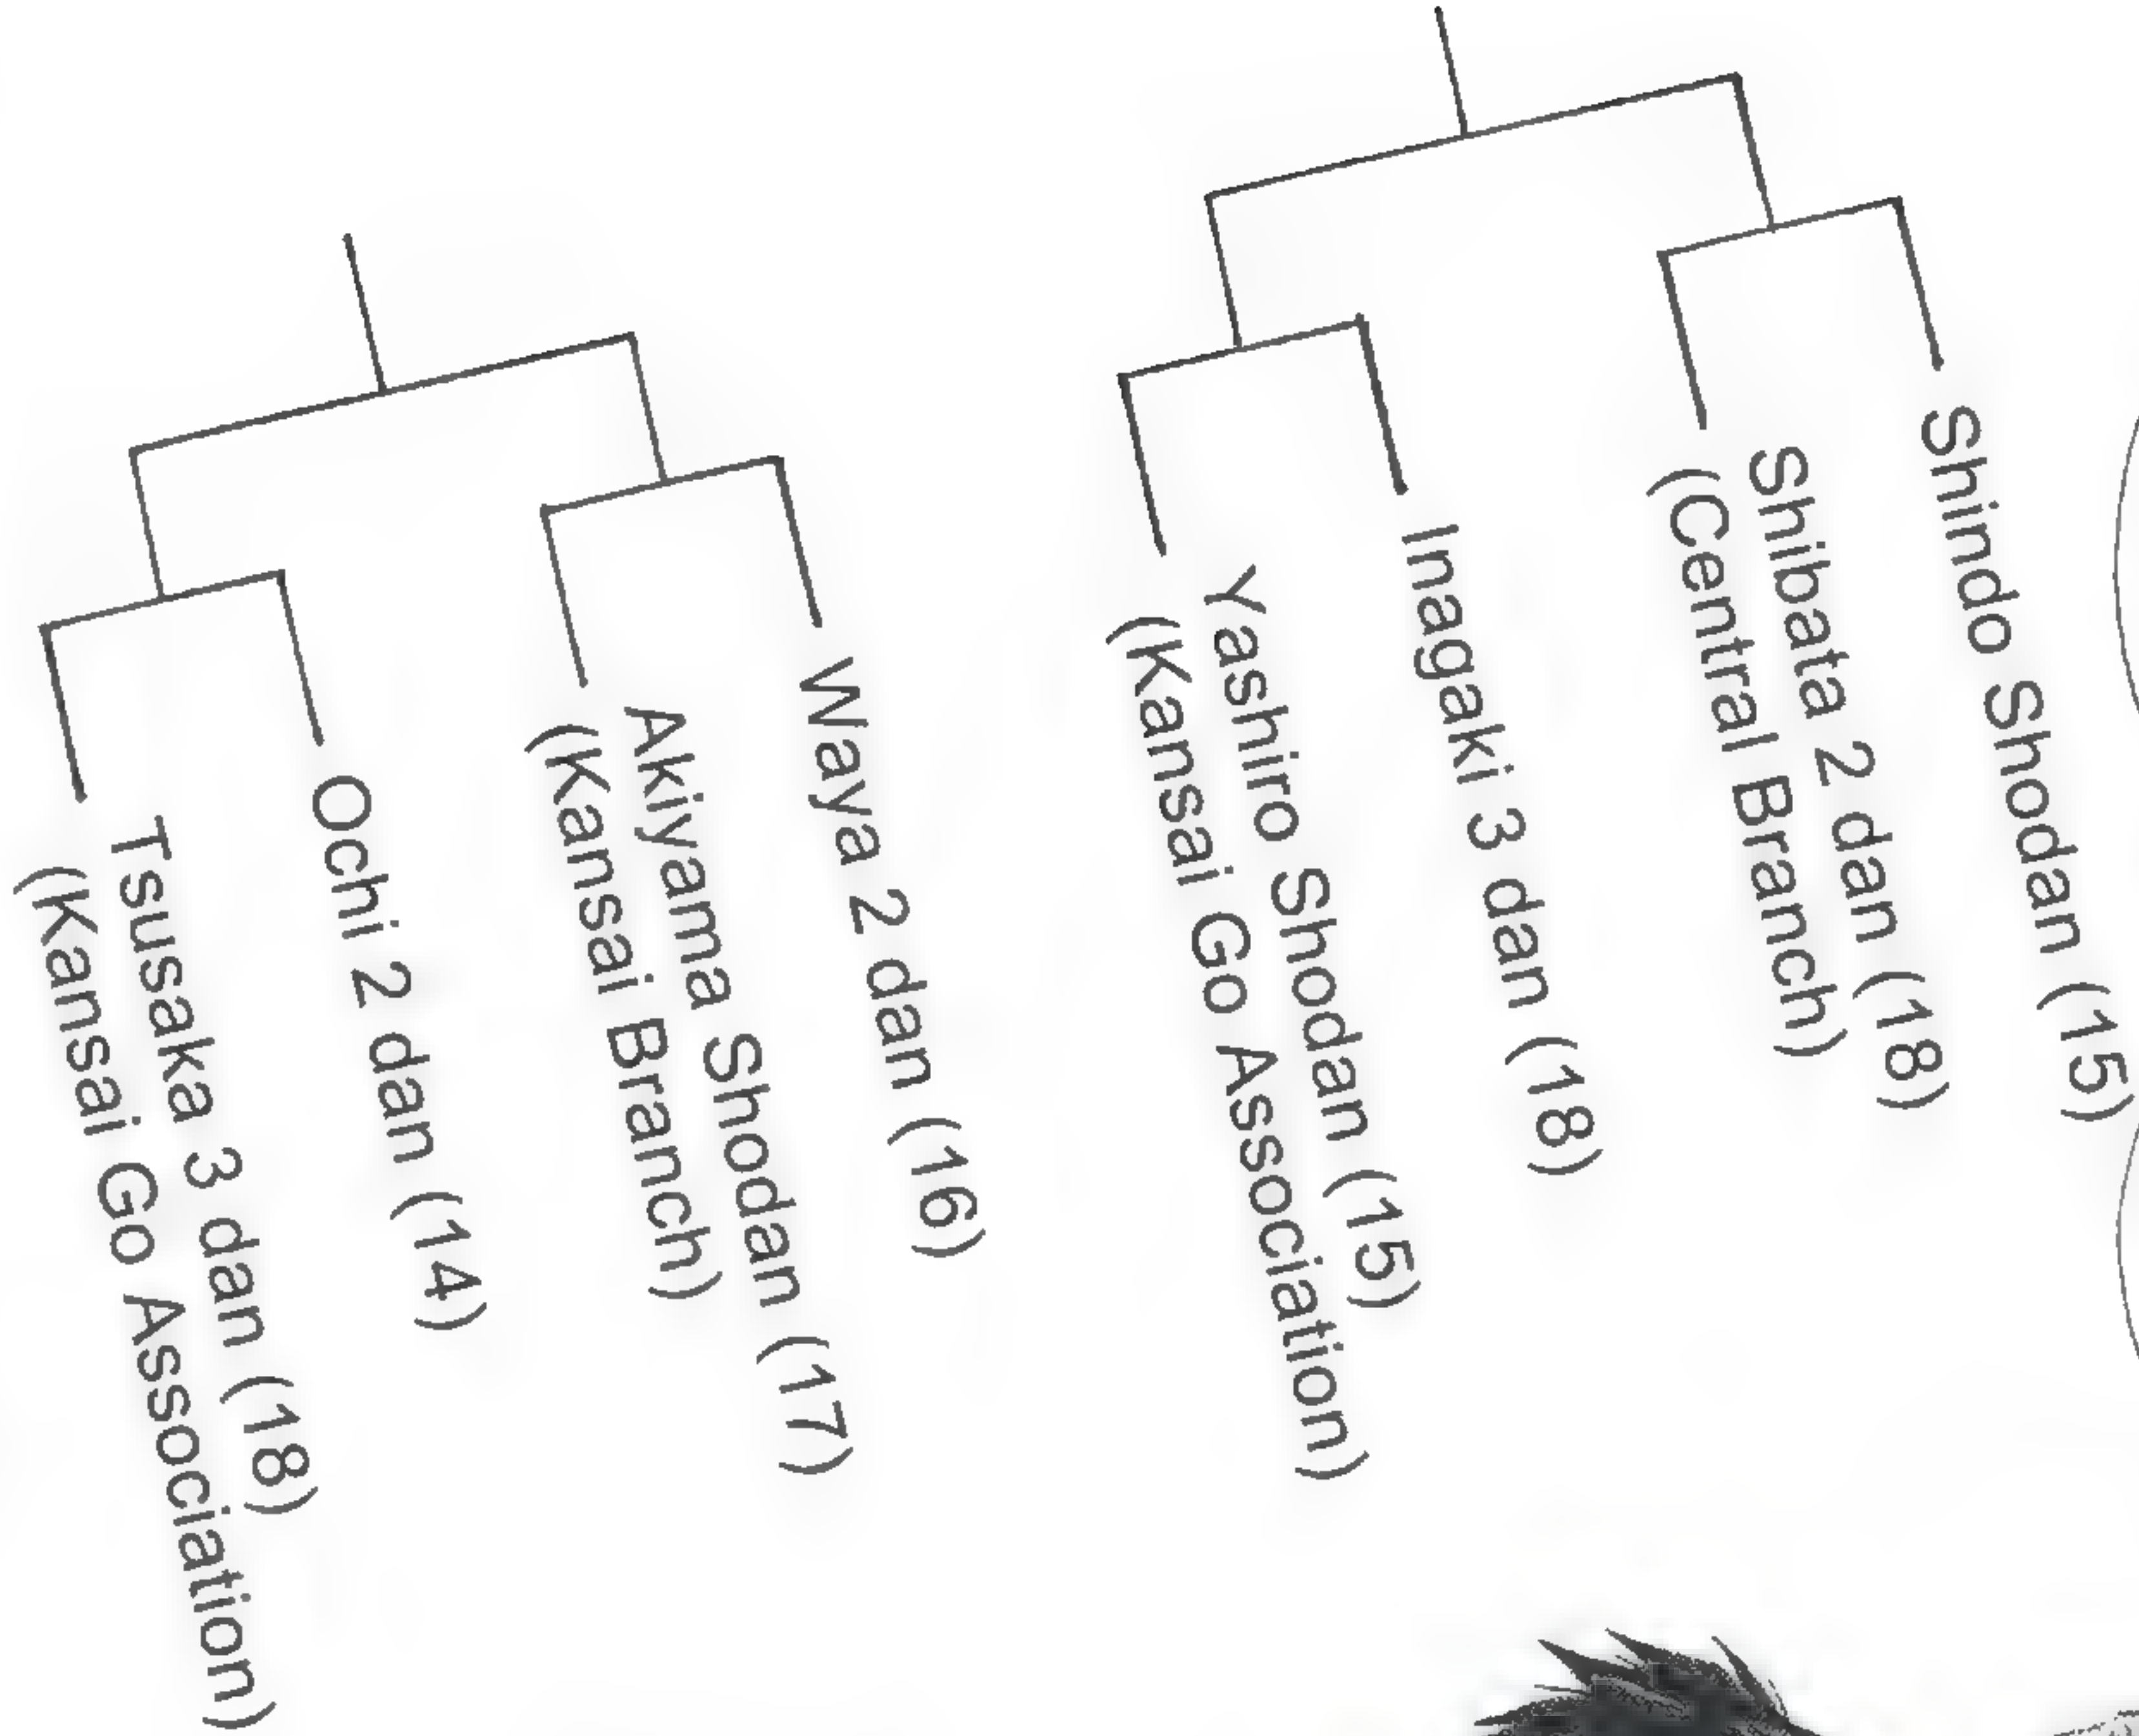 Shindo Shodan (15)
Shibata 2 dan (18)
(Central Branch)
Inagaki 3 dan (18)
Yashiro Shodan (15)
(Kansai Go Association)
Waya 2 dan (16)
Akiyama Shodan (17)
(Kansai Branch)
Ochi 2 dan (14)
Tsusaka 3 dan (18)
(Kansai Go Association)